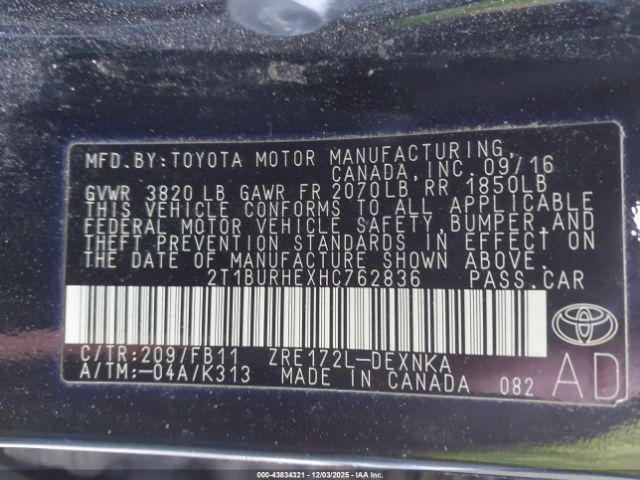 MFD.BY:TOYOTA MOTOR MANUFACTURING,
CANADA,INC. 09/16
GVWR 3820 LB GAWR FR 2070LB RR 1850LB
THIS VEHICLE CONFORMS TO ALL APPLICABLE
FEDERAL MOTOR VEHICLE SAFETY,BUMPER,AND
THEFT PREVENTION STANDARDS IN EFFECT ON
THE DATE OF MANUFACTURE SHOWN ABOVE.
2T1BURHEXHC762836 PASS.CAR
C/TR:209/FB11 ZRE172L-DEXNKA
A/TM:-04A/K313 MADE IN CANADA 082
AD
000-43834321 - 12/03/2025 - © IAA, Inc.